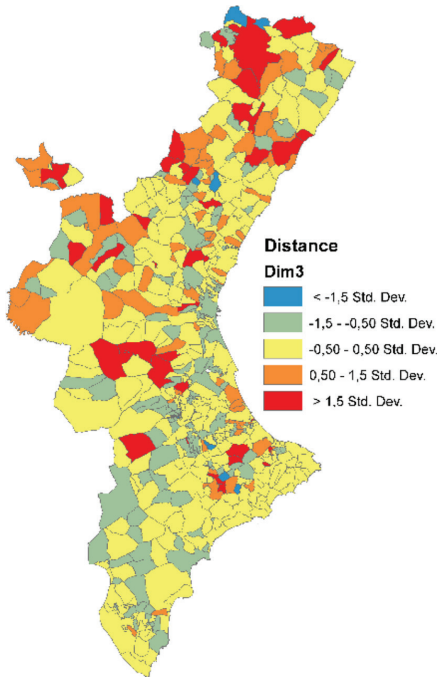 Distance
Dim3
< -1,5 Std. Dev.
-1,5 - -0,50 Std. Dev.
-0,50 - 0,50 Std. Dev.
0,50 - 1,5 Std. Dev.
> 1,5 Std. Dev.